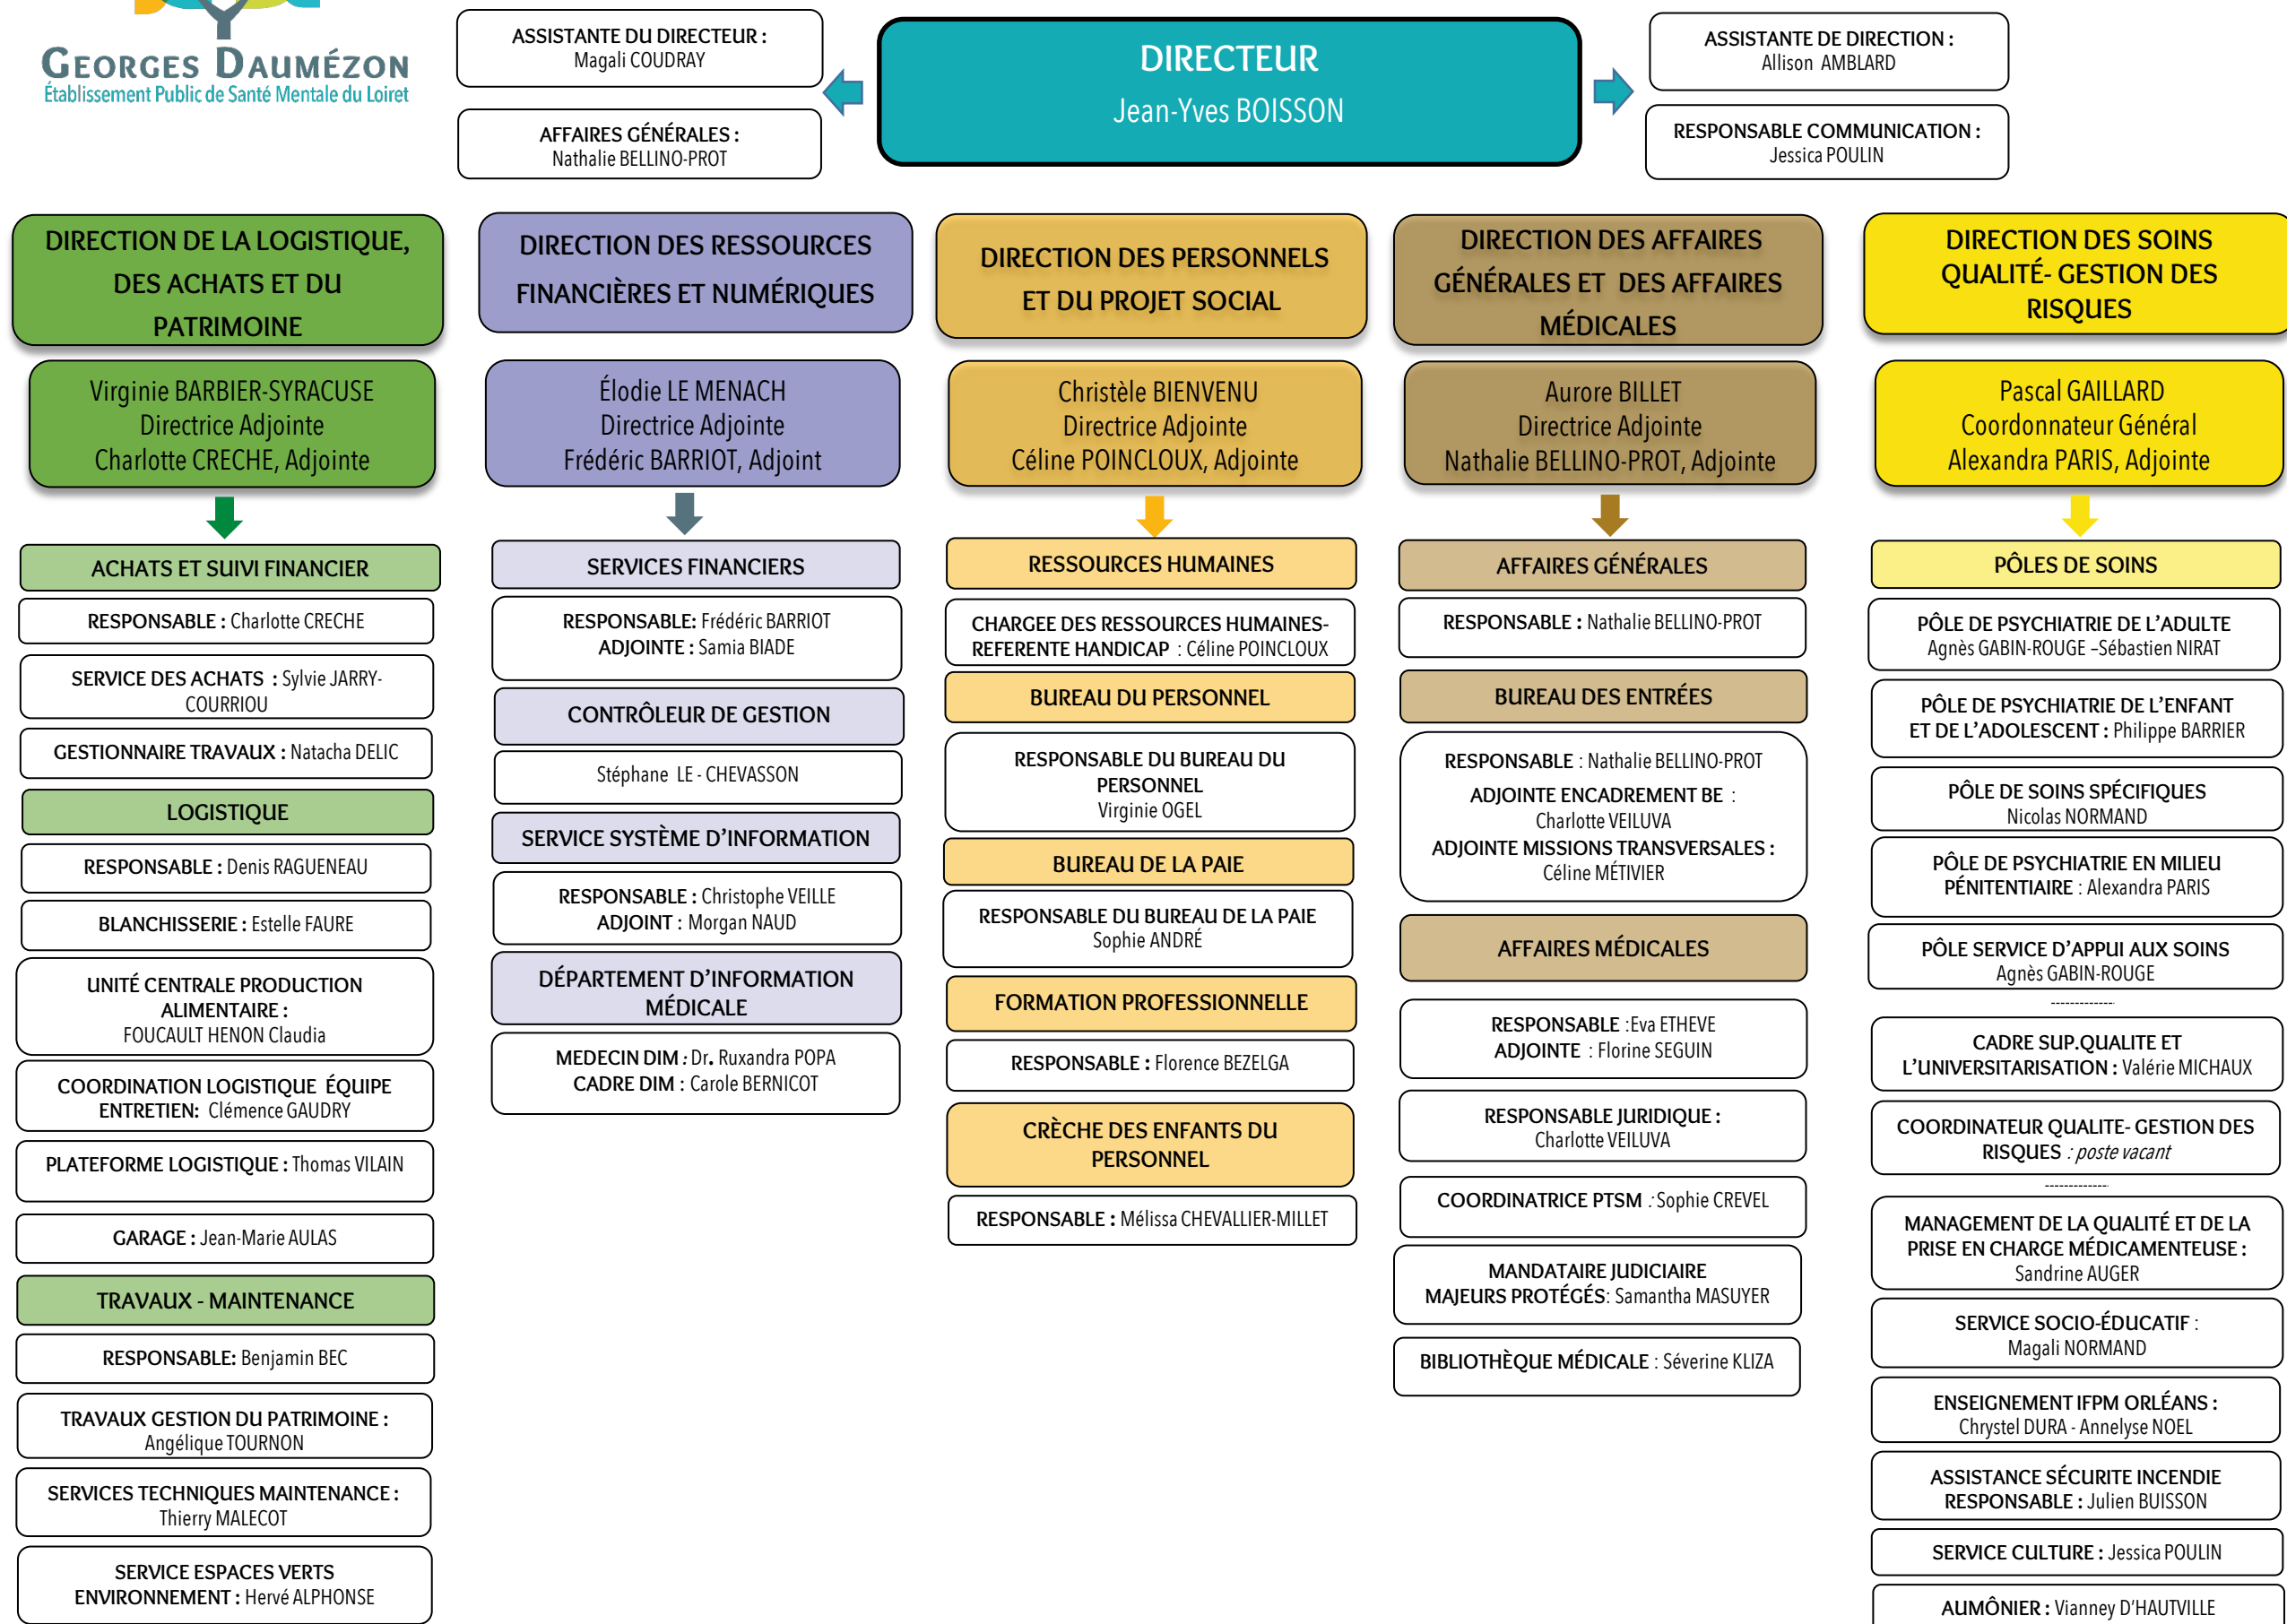 GEORGES DAUMÉZON
Établissement Public de Santé Mentale du Loiret
ASSISTANTE DU DIRECTEUR :
Magali COUDRAY
AFFAIRES GÉNÉRALES :
Nathalie BELLINO-PROT
DIRECTEUR
Jean-Yves BOISSON
ASSISTANTE DE DIRECTION :
Allison AMBLARD
RESPONSABLE COMMUNICATION :
Jessica POULIN
DIRECTION DE LA LOGISTIQUE,
DES ACHATS ET DU
PATRIMOINE
Virginie BARBIER-SYRACUSE
Directrice Adjointe
Charlotte CRECHE, Adjointe
ACHATS ET SUIVI FINANCIER
RESPONSABLE : Charlotte CRECHE
SERVICE DES ACHATS : Sylvie JARRY-
COURRIOU
GESTIONNAIRE TRAVAUX : Natacha DELIC
LOGISTIQUE
RESPONSABLE : Denis RAGUENEAU
BLANCHISSERIE : Estelle FAURE
UNITÉ CENTRALE PRODUCTION
ALIMENTAIRE :
FOUCAULT HENON Claudia
COORDINATION LOGISTIQUE ÉQUIPE
ENTRETIEN: Clémence GAUDRY
PLATEFORME LOGISTIQUE : Thomas VILAIN
GARAGE : Jean-Marie AULAS
TRAVAUX - MAINTENANCE
RESPONSABLE: Benjamin BEC
TRAVAUX GESTION DU PATRIMOINE :
Angélique TOURNON
SERVICES TECHNIQUES MAINTENANCE :
Thierry MALECOT
SERVICE ESPACES VERTS
ENVIRONNEMENT : Hervé ALPHONSE
DIRECTION DES RESSOURCES
FINANCIÈRES ET NUMÉRIQUES
Élodie LE MENACH
Directrice Adjointe
Frédéric BARRIOT, Adjoint
SERVICES FINANCIERS
RESPONSABLE: Frédéric BARRIOT
ADJOINTE : Samia BIADE
CONTRÔLEUR DE GESTION
Stéphane LE - CHEVASSON
SERVICE SYSTÈME D'INFORMATION
RESPONSABLE : Christophe VEILLE
ADJOINT : Morgan NAUD
DÉPARTEMENT D'INFORMATION
MÉDICALE
MEDECIN DIM : Dr. Ruxandra POPA
CADRE DIM : Carole BERNICOT
DIRECTION DES PERSONNELS
ET DU PROJET SOCIAL
Christèle BIENVENU
Directrice Adjointe
Céline POINCLOUX, Adjointe
RESSOURCES HUMAINES
CHARGEE DES RESSOURCES HUMAINES-
REFERENTE HANDICAP : Céline POINCLOUX
BUREAU DU PERSONNEL
RESPONSABLE DU BUREAU DU
PERSONNEL
Virginie OGEL
BUREAU DE LA PAIE
RESPONSABLE DU BUREAU DE LA PAIE
Sophie ANDRÉ
FORMATION PROFESSIONNELLE
RESPONSABLE : Florence BEZELGA
CRÈCHE DES ENFANTS DU
PERSONNEL
RESPONSABLE : Mélissa CHEVALLIER-MILLET
DIRECTION DES AFFAIRES
GÉNÉRALES ET DES AFFAIRES
MÉDICALES
Aurore BILLET
Directrice Adjointe
Nathalie BELLINO-PROT, Adjointe
AFFAIRES GÉNÉRALES
RESPONSABLE : Nathalie BELLINO-PROT
BUREAU DES ENTRÉES
RESPONSABLE : Nathalie BELLINO-PROT
ADJOINTE ENCADREMENT BE :
Charlotte VEILUVA
ADJOINTE MISSIONS TRANSVERSALES :
Céline MÉTIVIER
AFFAIRES MÉDICALES
RESPONSABLE :Eva ETHEVE
ADJOINTE : Florine SEGUIN
RESPONSABLE JURIDIQUE :
Charlotte VEILUVA
COORDINATRICE PTSM : Sophie CREVEL
MANDATAIRE JUDICIAIRE
MAJEURS PROTÉGÉS: Samantha MASUYER
BIBLIOTHÈQUE MÉDICALE : Séverine KLIZA
DIRECTION DES SOINS
QUALITÉ- GESTION DES
RISQUES
Pascal GAILLARD
Coordonnateur Général
Alexandra PARIS, Adjointe
PÔLES DE SOINS
PÔLE DE PSYCHIATRIE DE L'ADULTE
Agnès GABIN-ROUGE –Sébastien NIRAT
PÔLE DE PSYCHIATRIE DE L'ENFANT
ET DE L'ADOLESCENT : Philippe BARRIER
PÔLE DE SOINS SPÉCIFIQUES
Nicolas NORMAND
PÔLE DE PSYCHIATRIE EN MILIEU
PÉNITENTIAIRE : Alexandra PARIS
PÔLE SERVICE D'APPUI AUX SOINS
Agnès GABIN-ROUGE
-------------
CADRE SUP.QUALITE ET
L'UNIVERSITARISATION : Valérie MICHAUX
COORDINATEUR QUALITE- GESTION DES
RISQUES : poste vacant
-------------
MANAGEMENT DE LA QUALITÉ ET DE LA
PRISE EN CHARGE MÉDICAMENTEUSE :
Sandrine AUGER
SERVICE SOCIO-ÉDUCATIF :
Magali NORMAND
ENSEIGNEMENT IFPM ORLÉANS :
Chrystel DURA - Annelyse NOEL
ASSISTANCE SÉCURITE INCENDIE
RESPONSABLE : Julien BUISSON
SERVICE CULTURE : Jessica POULIN
AUMÔNIER : Vianney D'HAUTVILLE